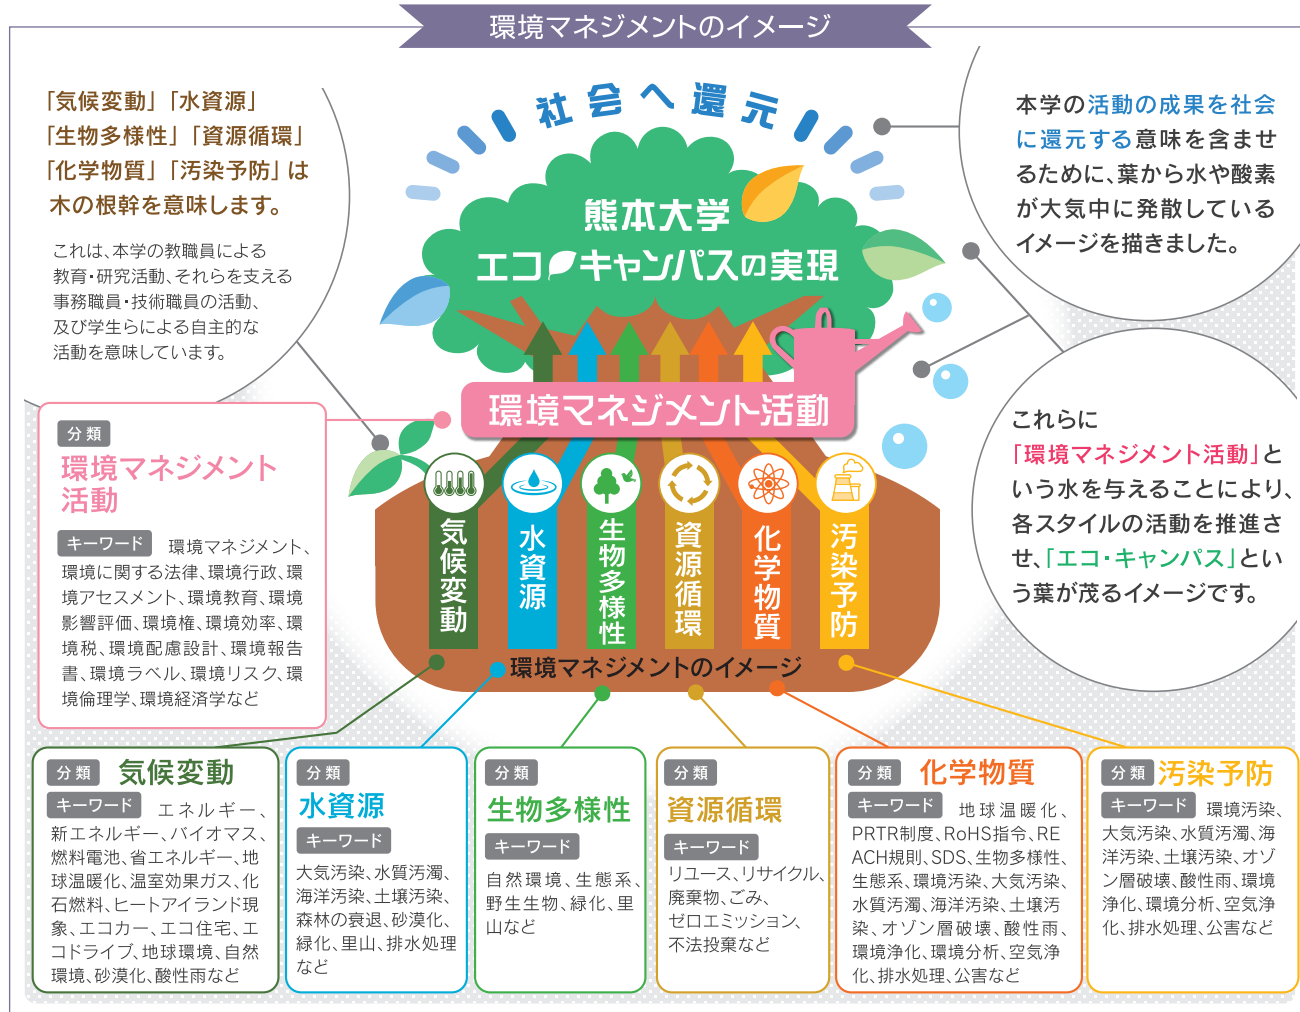 環境マネジメントのイメージ
「気候変動」「水資源」
「生物多様性」「資源循環」
「化学物質」「汚染予防」は
木の根幹を意味します。
これは、本学の教職員による
教育・研究活動、それらを支える
事務職員・技術職員の活動、
及び学生らによる自主的な
活動を意味しています。
社会へ還元
熊本大学
エコ キャンパスの実現
本学の活動の成果を社会
に還元する意味を含ませ
るために、葉から水や酸素
が大気中に発散している
イメージを描きました。
環境マネジメント活動
これらに
「環境マネジメント活動」と
いう水を与えることにより、
各スタイルの活動を推進さ
せ、「エコ・キャンパス」とい
う葉が茂るイメージです。
分類
環境マネジメント
活動
キーワード 環境マネジメント、
環境に関する法律、環境行政、環
境アセスメント、環境教育、環境
影響評価、環境権、環境効率、環
境税、環境配慮設計、環境報告
書、環境ラベル、環境リスク、環
境倫理学、環境経済学など
気候変動
水資源
生物多様性
資源循環
化学物質
汚染予防
環境マネジメントのイメージ
分類 気候変動
キーワード エネルギー、
新エネルギー、バイオマス、
燃料電池、省エネルギー、地
球温暖化、温室効果ガス、化
石燃料、ヒートアイランド現
象、エコカー、エコ住宅、エ
コドライブ、地球環境、自然
環境、砂漠化、酸性雨など
分類
水資源
キーワード
大気汚染、水質汚濁、
海洋汚染、土壌汚染、
森林の衰退、砂漠化、
緑化、里山、排水処理
など
分類
生物多様性
キーワード
自然環境、生態系、
野生生物、緑化、里
山など
分類
資源循環
キーワード
リユース、リサイクル、
廃棄物、ごみ、
ゼロエミッション、
不法投棄など
分類 化学物質
キーワード 地球温暖化、
PRTR制度、RoHS指令、RE
ACH規則、SDS、生物多様性、
生態系、環境汚染、大気汚染、
水質汚濁、海洋汚染、土壌汚
染、オゾン層破壊、酸性雨、
環境浄化、環境分析、空気浄
化、排水処理、公害など
分類 汚染予防
キーワード 環境汚染、
大気汚染、水質汚濁、海
洋汚染、土壌汚染、オゾ
ン層破壊、酸性雨、環境
浄化、環境分析、空気浄
化、排水処理、公害など